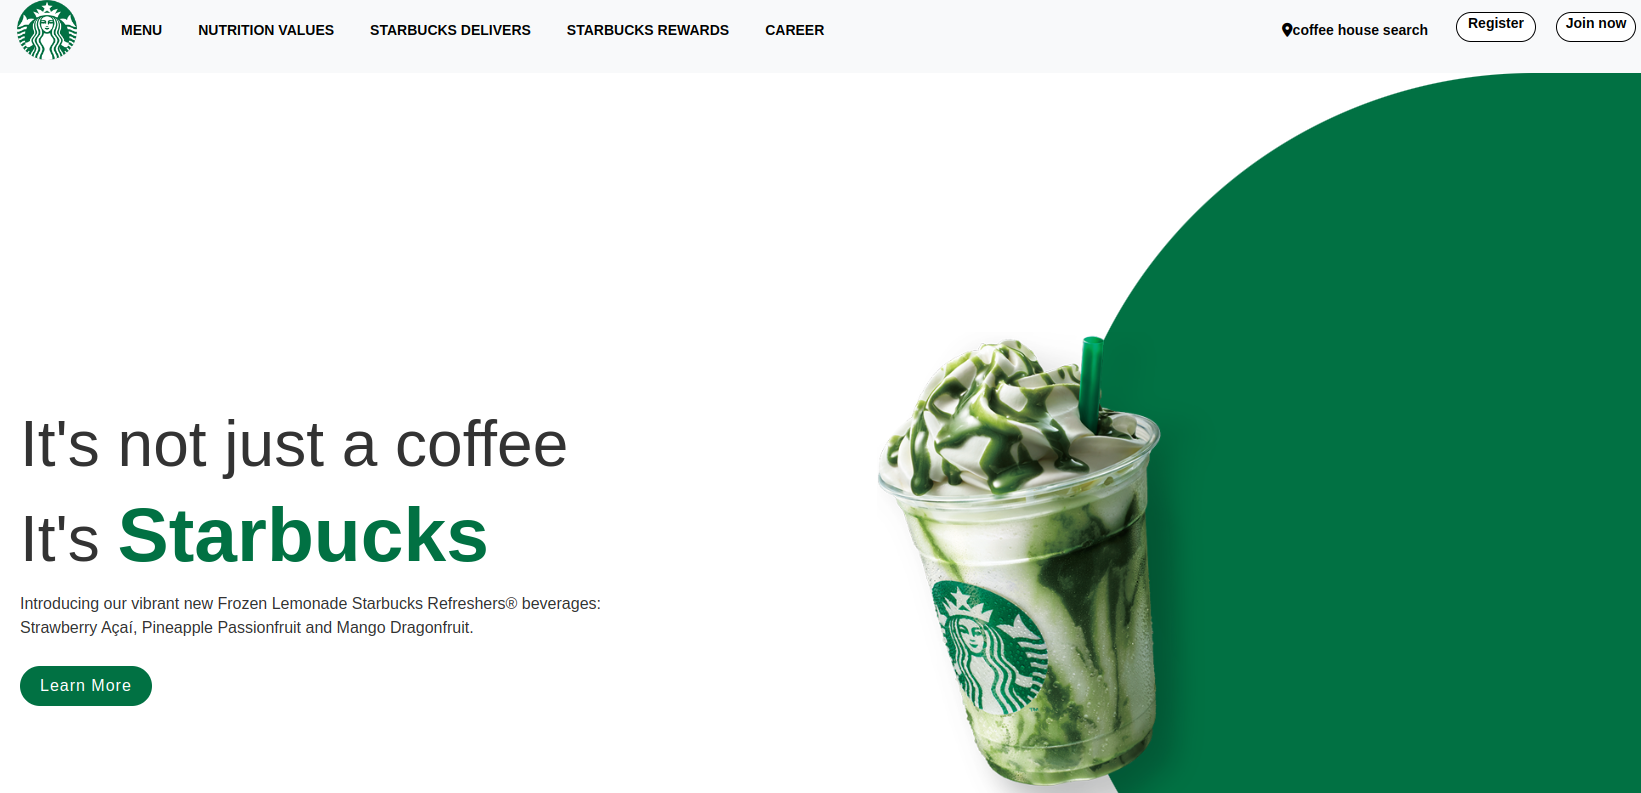 MENU NUTRITION VALUES STARBUCKS DELIVERS STARBUCKS REWARDS CAREER coffee house search Register Join now
It's not just a coffee
It's Starbucks
Introducing our vibrant new Frozen Lemonade Starbucks Refreshers® beverages:
Strawberry Açaí, Pineapple Passionfruit and Mango Dragonfruit.
Learn More
TM